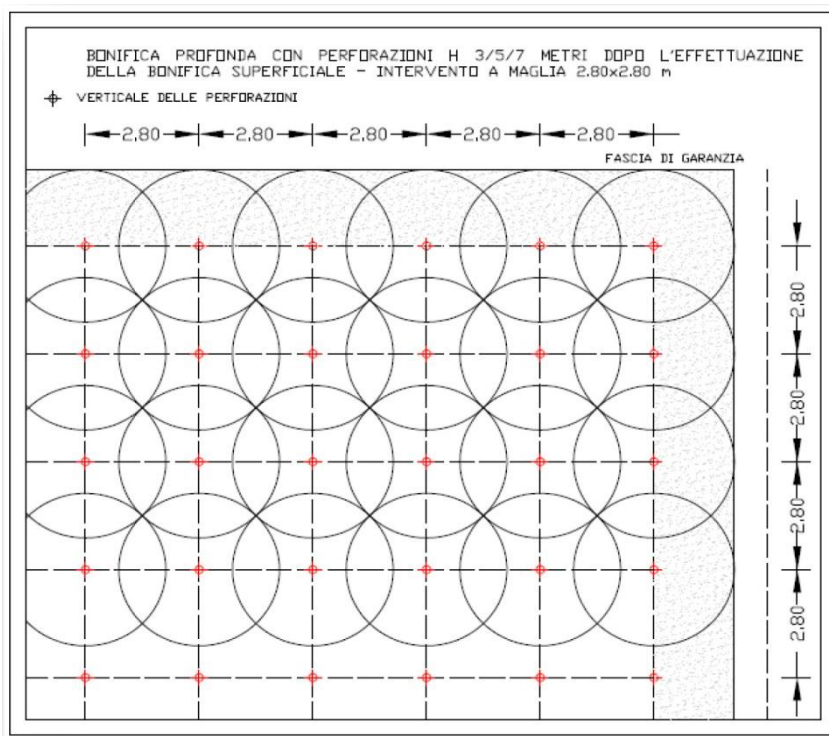 BONIFICA PROFONDA CON PERFORAZIONI H 3/5/7 METRI DOPO L'EFFETTUAZIONE
DELLA BONIFICA SUPERFICIALE - INTERVENTO A MAGLIA 2.80x2.80 m
VERTICALE DELLE PERFORAZIONI
2.80 2.80 2.80 2.80 2.80
FASCIA DI GARANZIA
2.80
2.80
2.80
2.80